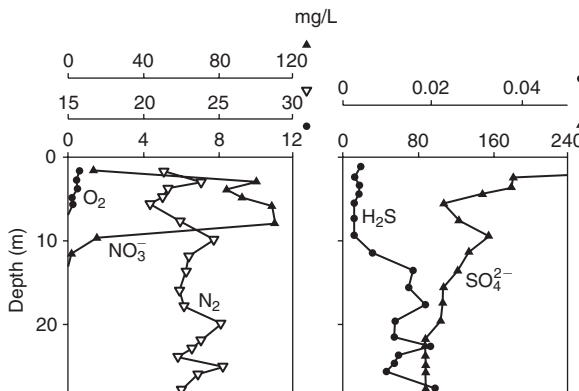 mg/L
0 40 80 120
15 20 25 30
0 4 8 12
0 0.02 0.04
0 80 160 240
0
10
20
Depth (m)
O₂
NO₃⁻
N₂
H₂S
SO₄²⁻